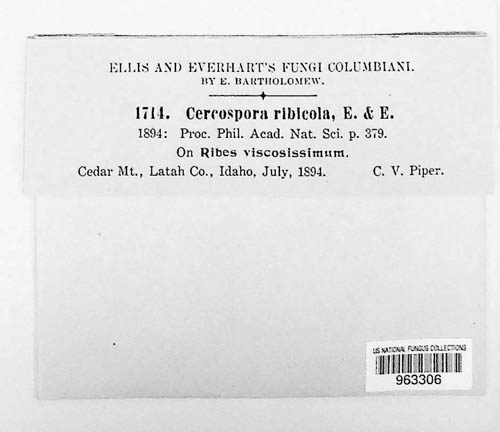 ELLIS AND EVERHART'S FUNGI COLUMBIANI.
BY E. BARTHOLOMEW.
1714. Cercospora ribicola, E. & E.
1894: Proc. Phil. Acad. Nat. Sci. p. 379.
On Ribes viscosissimum.
Cedar Mt., Latah Co., Idaho, July, 1894. C. V. Piper.
US NATIONAL FUNGUS COLLECTIONS
963306